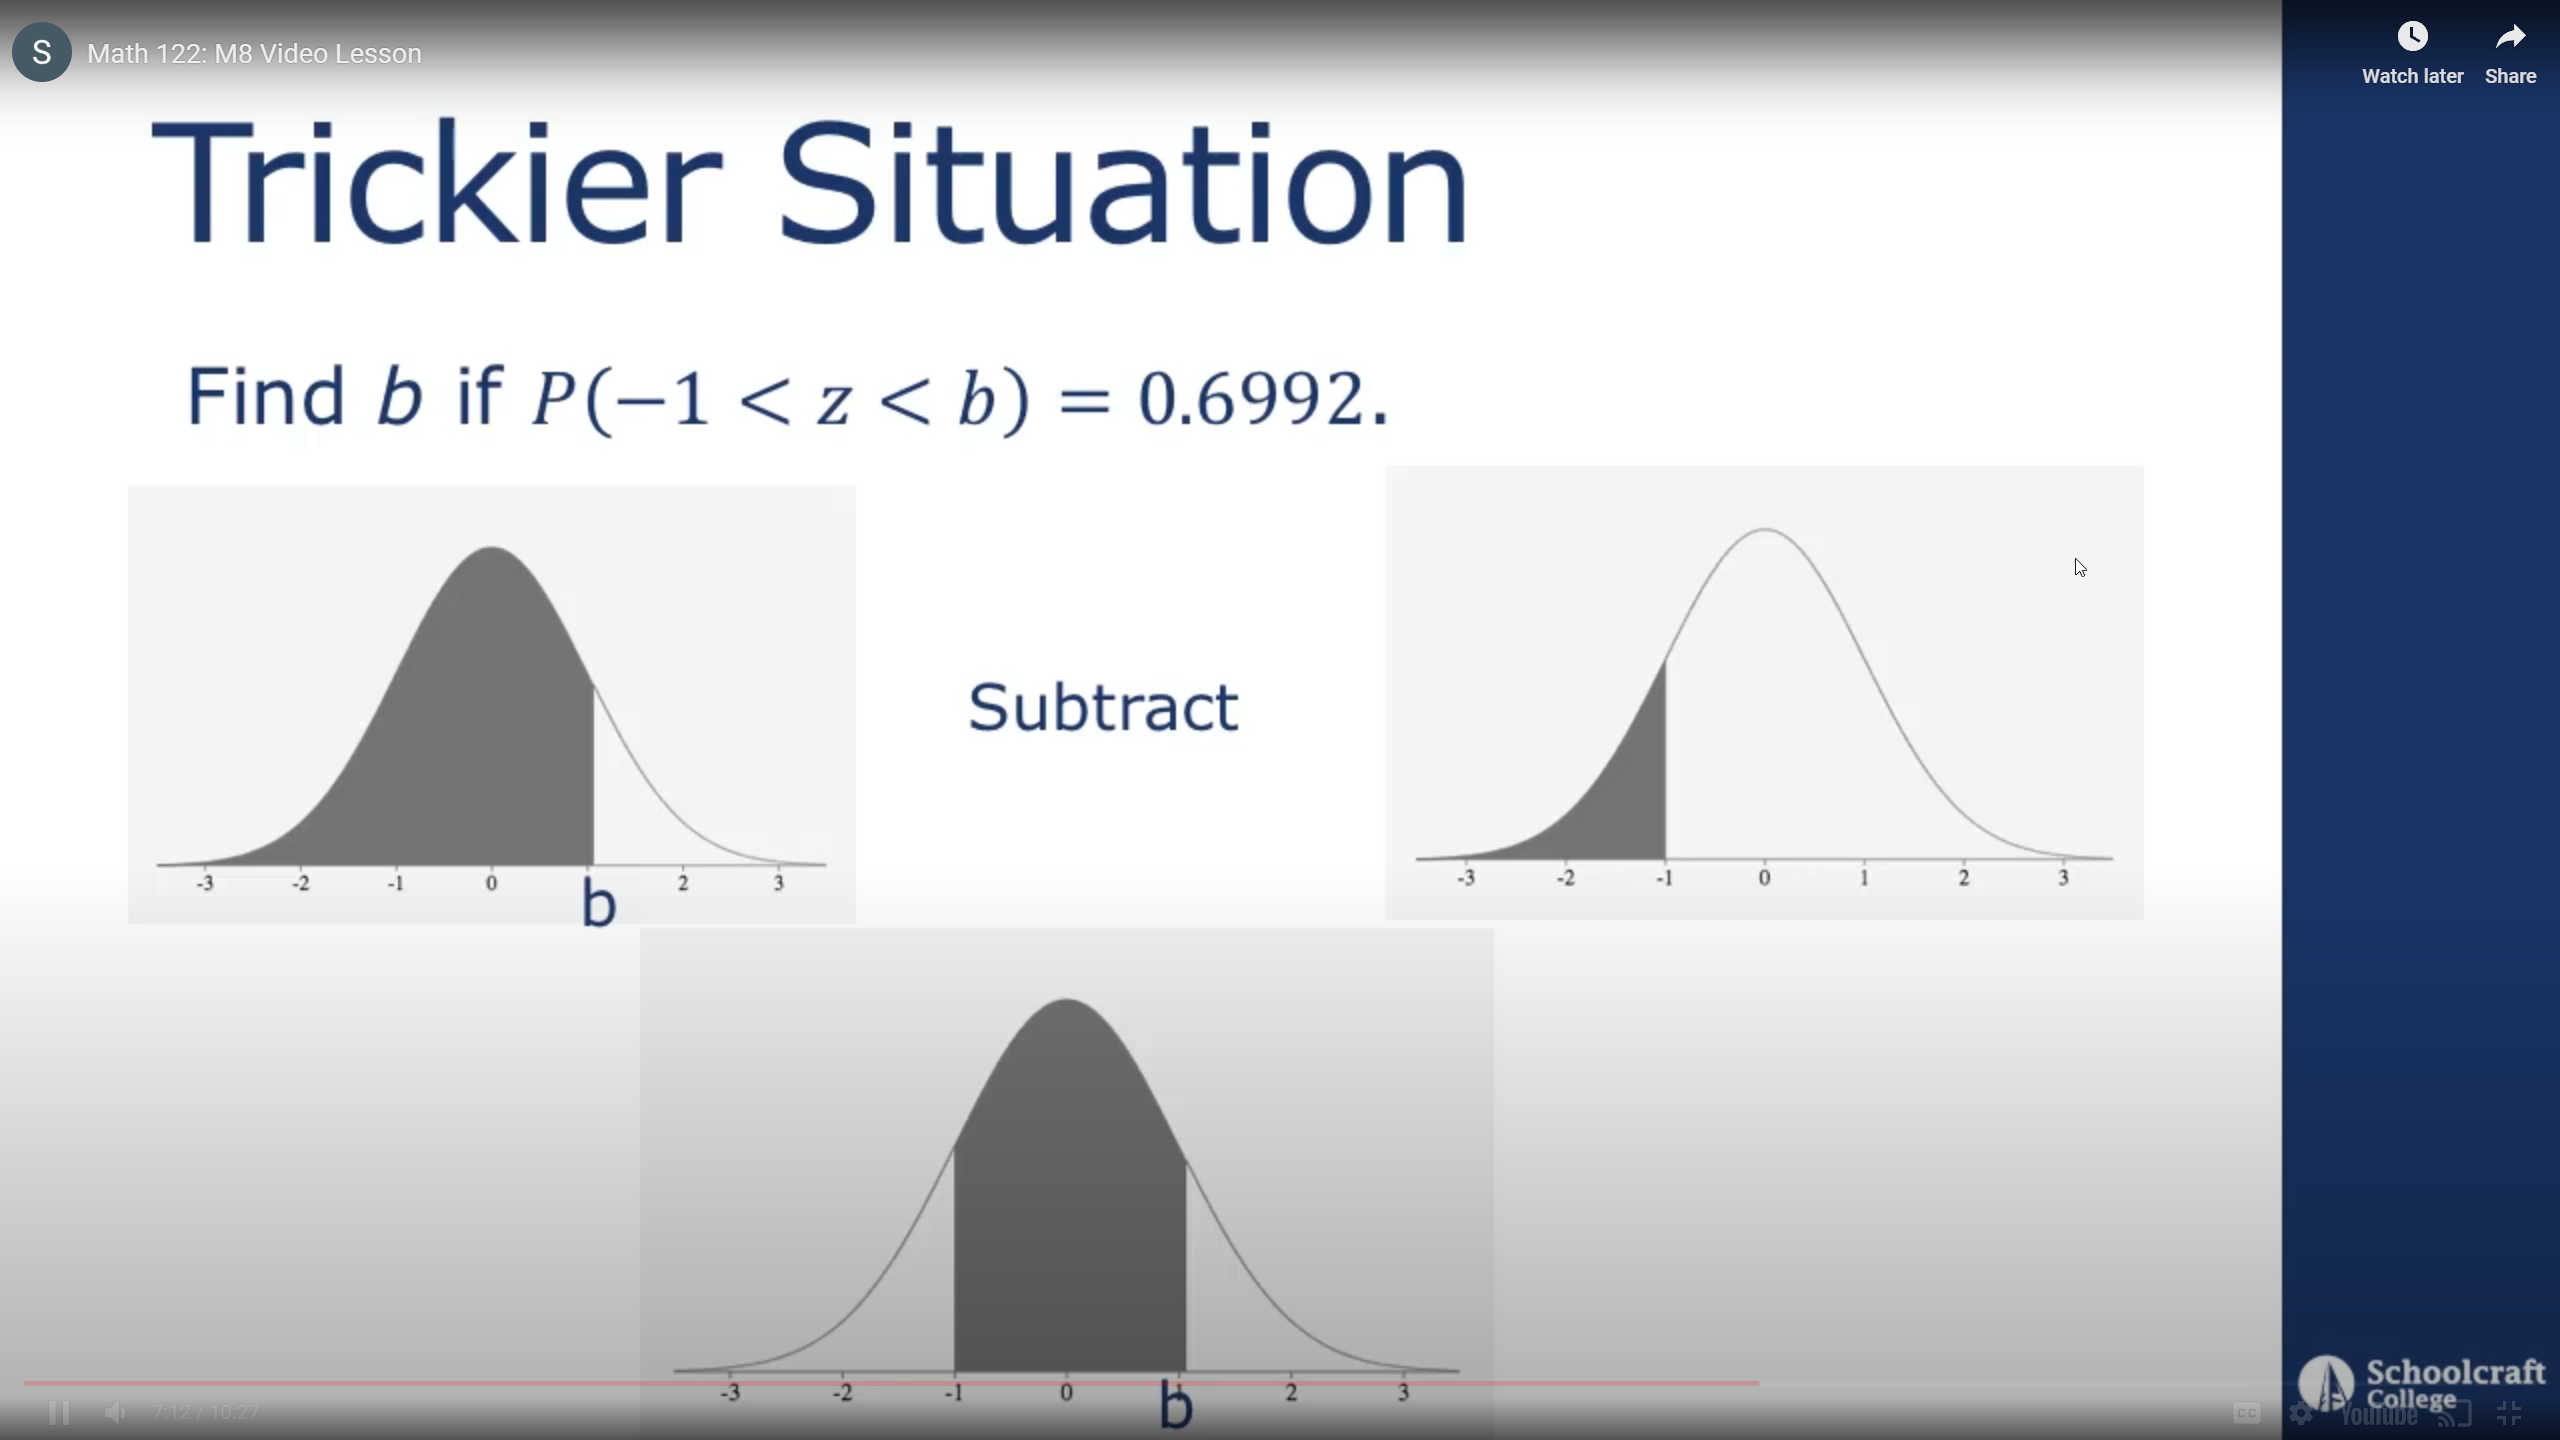 S
Math 122: M8 Video Lesson
Watch later
Share
Trickier Situation
Find b if P(−1 < z < b) = 0.6992.
Subtract
-3 -2 -1 0 2 3
b
-3 -2 -1 0 1 2 3
-3 -2 -1 0 2 3
b
7:12 / 10:27
Schoolcraft
College
CC
YouTube